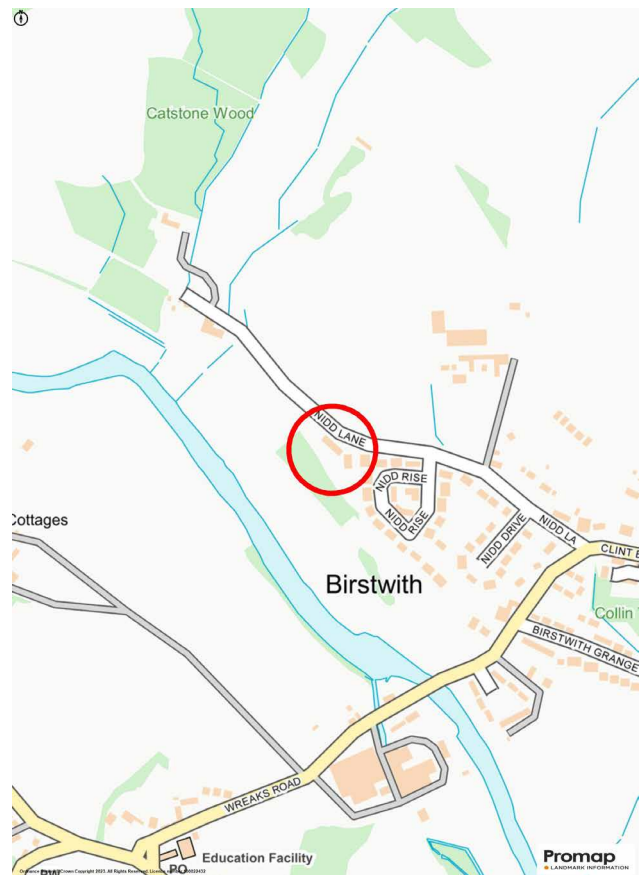 Catstone Wood
NIDD LANE
NIDD RISE
NIDD RISE
NIDD DRIVE
NIDD LA
CLINT B
Cottages
Birstwith
Collin
BIRSTWITH GRANGE
WREAKS ROAD
Education Facility
PO
Promap
LANDMARK INFORMATION